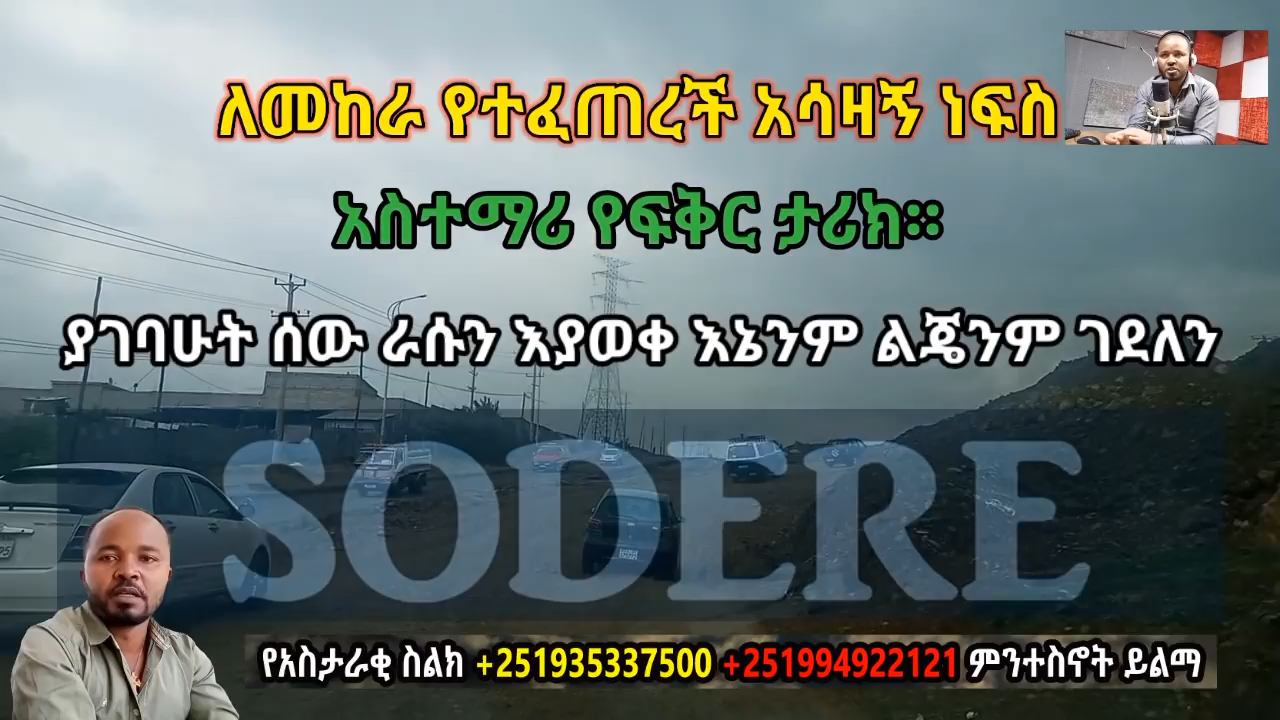 ለመከራ የተፈጠረች አሳዛኝ ነፍስ
አስተማሪ የፍቅር ታሪክ።
ያገባሁት ሰው ራሱን እያወቀ እኔንም ልጄንም ገደለን
SODERE
የአስታራቂ ስልክ +251935337500 +251994922121 ምንተስኖት ይልማ